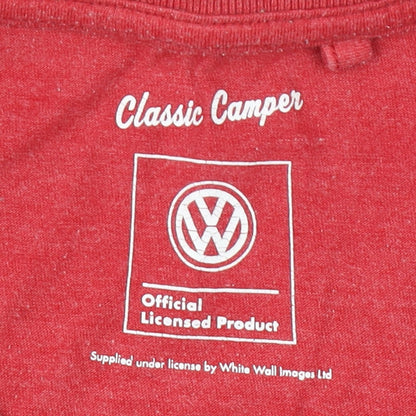 Classic Camper
VW
Official
Licensed Product
Supplied under license by White Wall Images Ltd